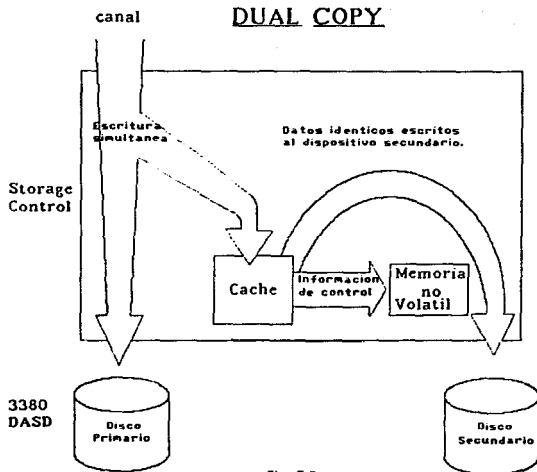 canal
DUAL COPY
Escritura
simultanea
Datos identicos escritos
al dispositivo secundario.
Storage
Control
Cache
Informacion
de control
Memoria
no
Volatil
3380
DASD
Disco
Primario
Disco
Secundario